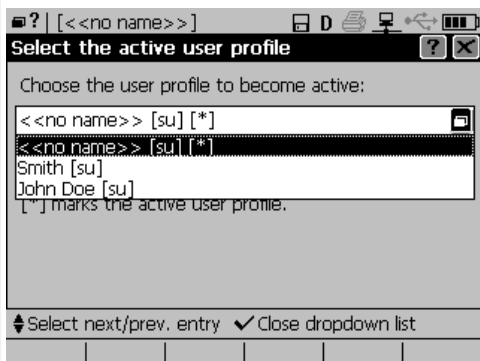 ? | [<<no name>>] D
Select the active user profile ? X
Choose the user profile to become active:
<<no name>> [su] [*]
<<no name>> [su] [*]
Smith [su]
John Doe [su]
[*] marks the active user profile.
Select next/prev. entry Close dropdown list